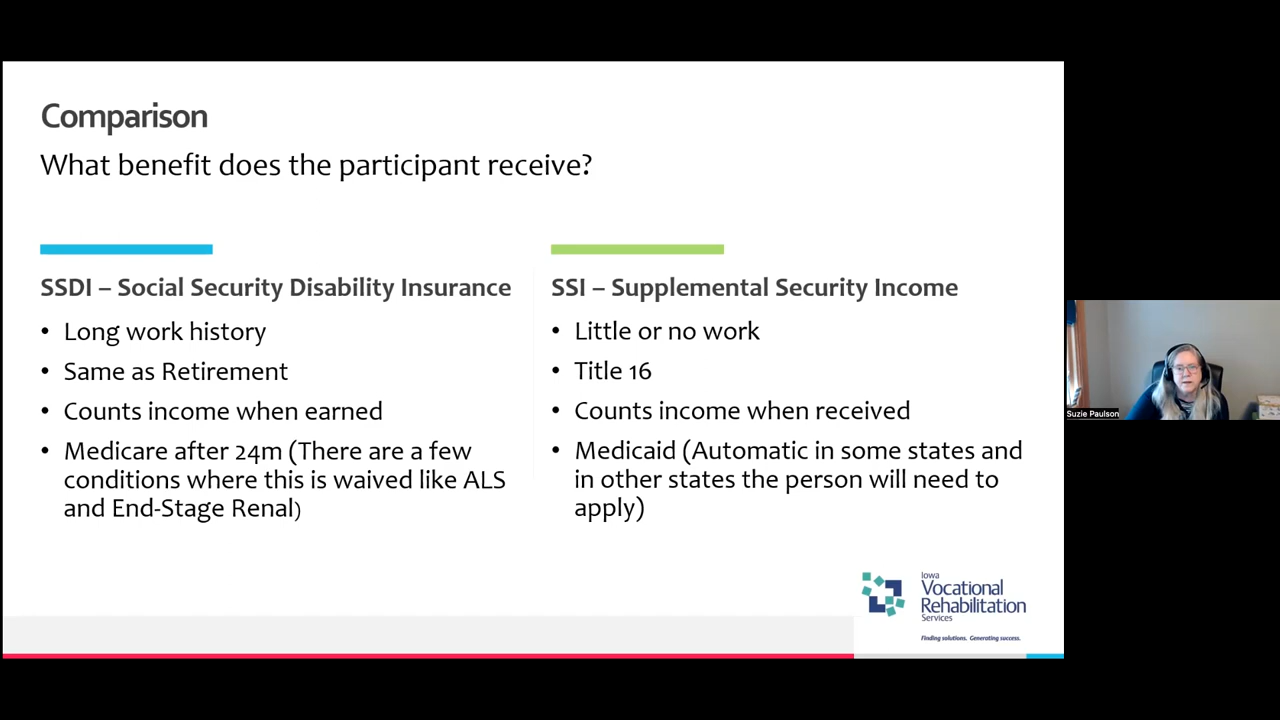 Comparison
What benefit does the participant receive?
SSDI – Social Security Disability Insurance
• Long work history
• Same as Retirement
• Counts income when earned
• Medicare after 24m (There are a few
conditions where this is waived like ALS
and End-Stage Renal)
SSI – Supplemental Security Income
• Little or no work
• Title 16
• Counts income when received
• Medicaid (Automatic in some states and
in other states the person will need to
apply)
Iowa
Vocational
Rehabilitation
Services
Finding solutions. Generating success.
Suzie Paulson